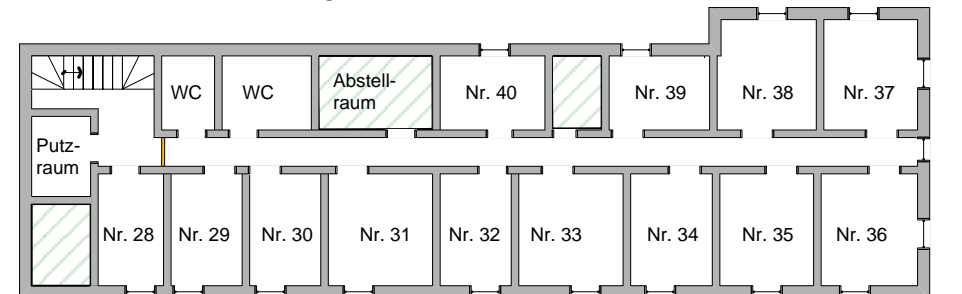 WC
WC
Abstell-
raum
Nr. 40
Nr. 39
Nr. 38
Nr. 37
Putz-
raum
Nr. 28
Nr. 29
Nr. 30
Nr. 31
Nr. 32
Nr. 33
Nr. 34
Nr. 35
Nr. 36